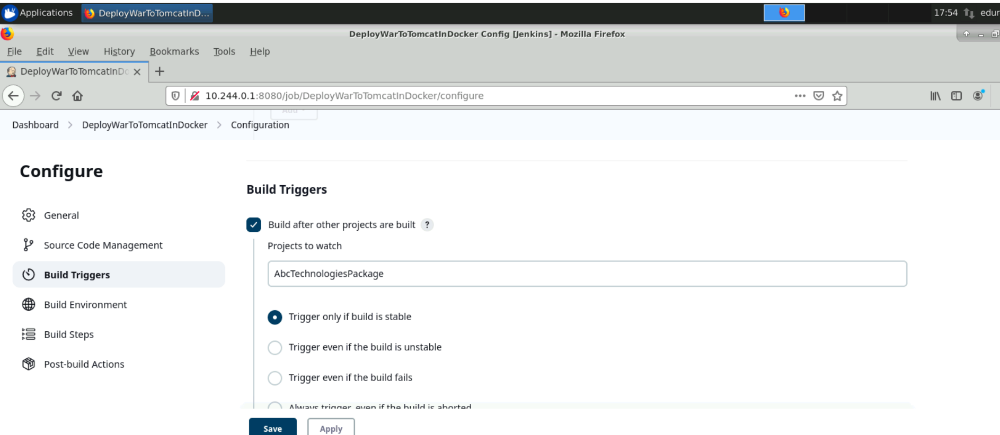 Applications DeployWarToTomcatInD... 17:54 edur
DeployWarToTomcatInDocker Config [Jenkins] - Mozilla Firefox
File Edit View History Bookmarks Tools Help
DeployWarToTomcatInDo
10.244.0.1:8080/job/DeployWarToTomcatInDocker/configure
Add
Dashboard > DeployWarToTomcatInDocker > Configuration
Configure
General
Source Code Management
Build Triggers
Build Environment
Build Steps
Post-build Actions
Build Triggers
Build after other projects are built ?
Projects to watch
AbcTechnologiesPackage
Trigger only if build is stable
Trigger even if the build is unstable
Trigger even if the build fails
Always trigger, even if the build is aborted
Save Apply